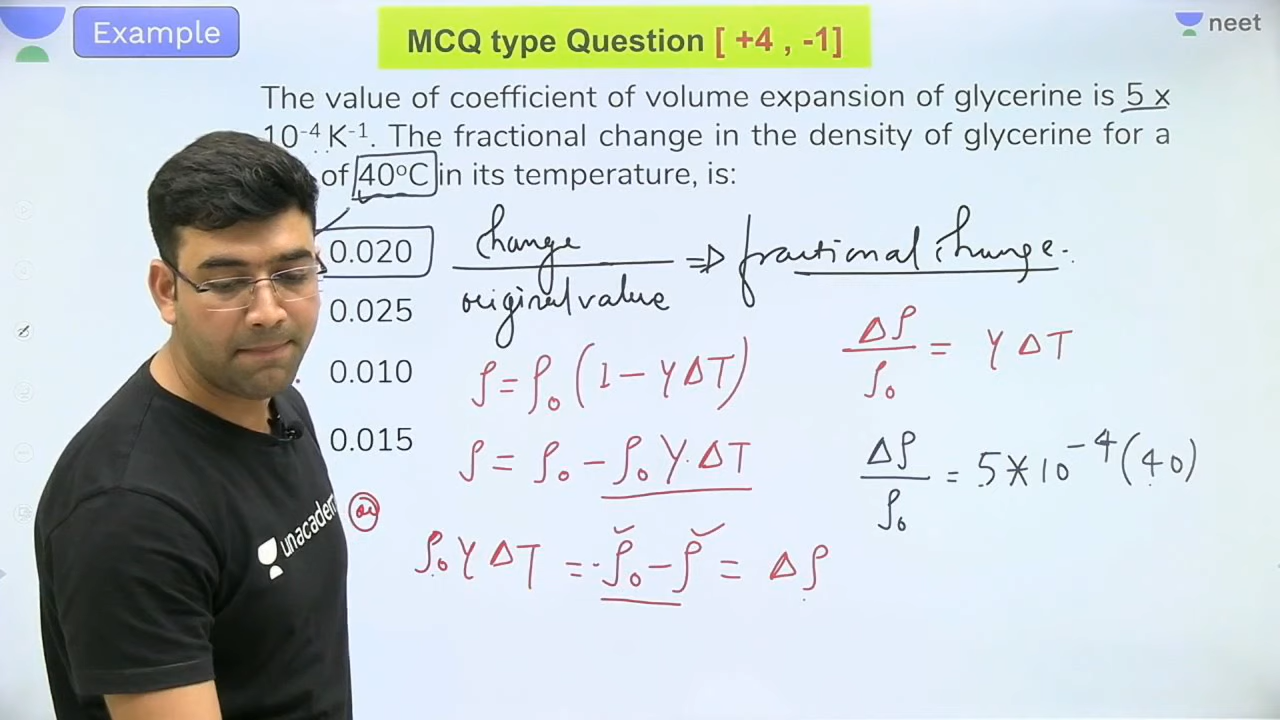 Example
MCQ type Question [ +4 , -1]
neet
The value of coefficient of volume expansion of glycerine is 5 x
10⁻⁴ K⁻¹. The fractional change in the density of glycerine for a
of 40°C in its temperature, is:
0.020
0.025
0.010
0.015
change
original value
⇒ fractional change.
ρ = ρ₀ (1 - γΔT)
ρ = ρ₀ - ρ₀ γ ΔT
or
ρ₀ γ ΔT = ρ₀ - ρ = Δρ
Δρ/ρ₀ = γ ΔT
Δρ/ρ₀ = 5×10⁻⁴(40)
unacademy